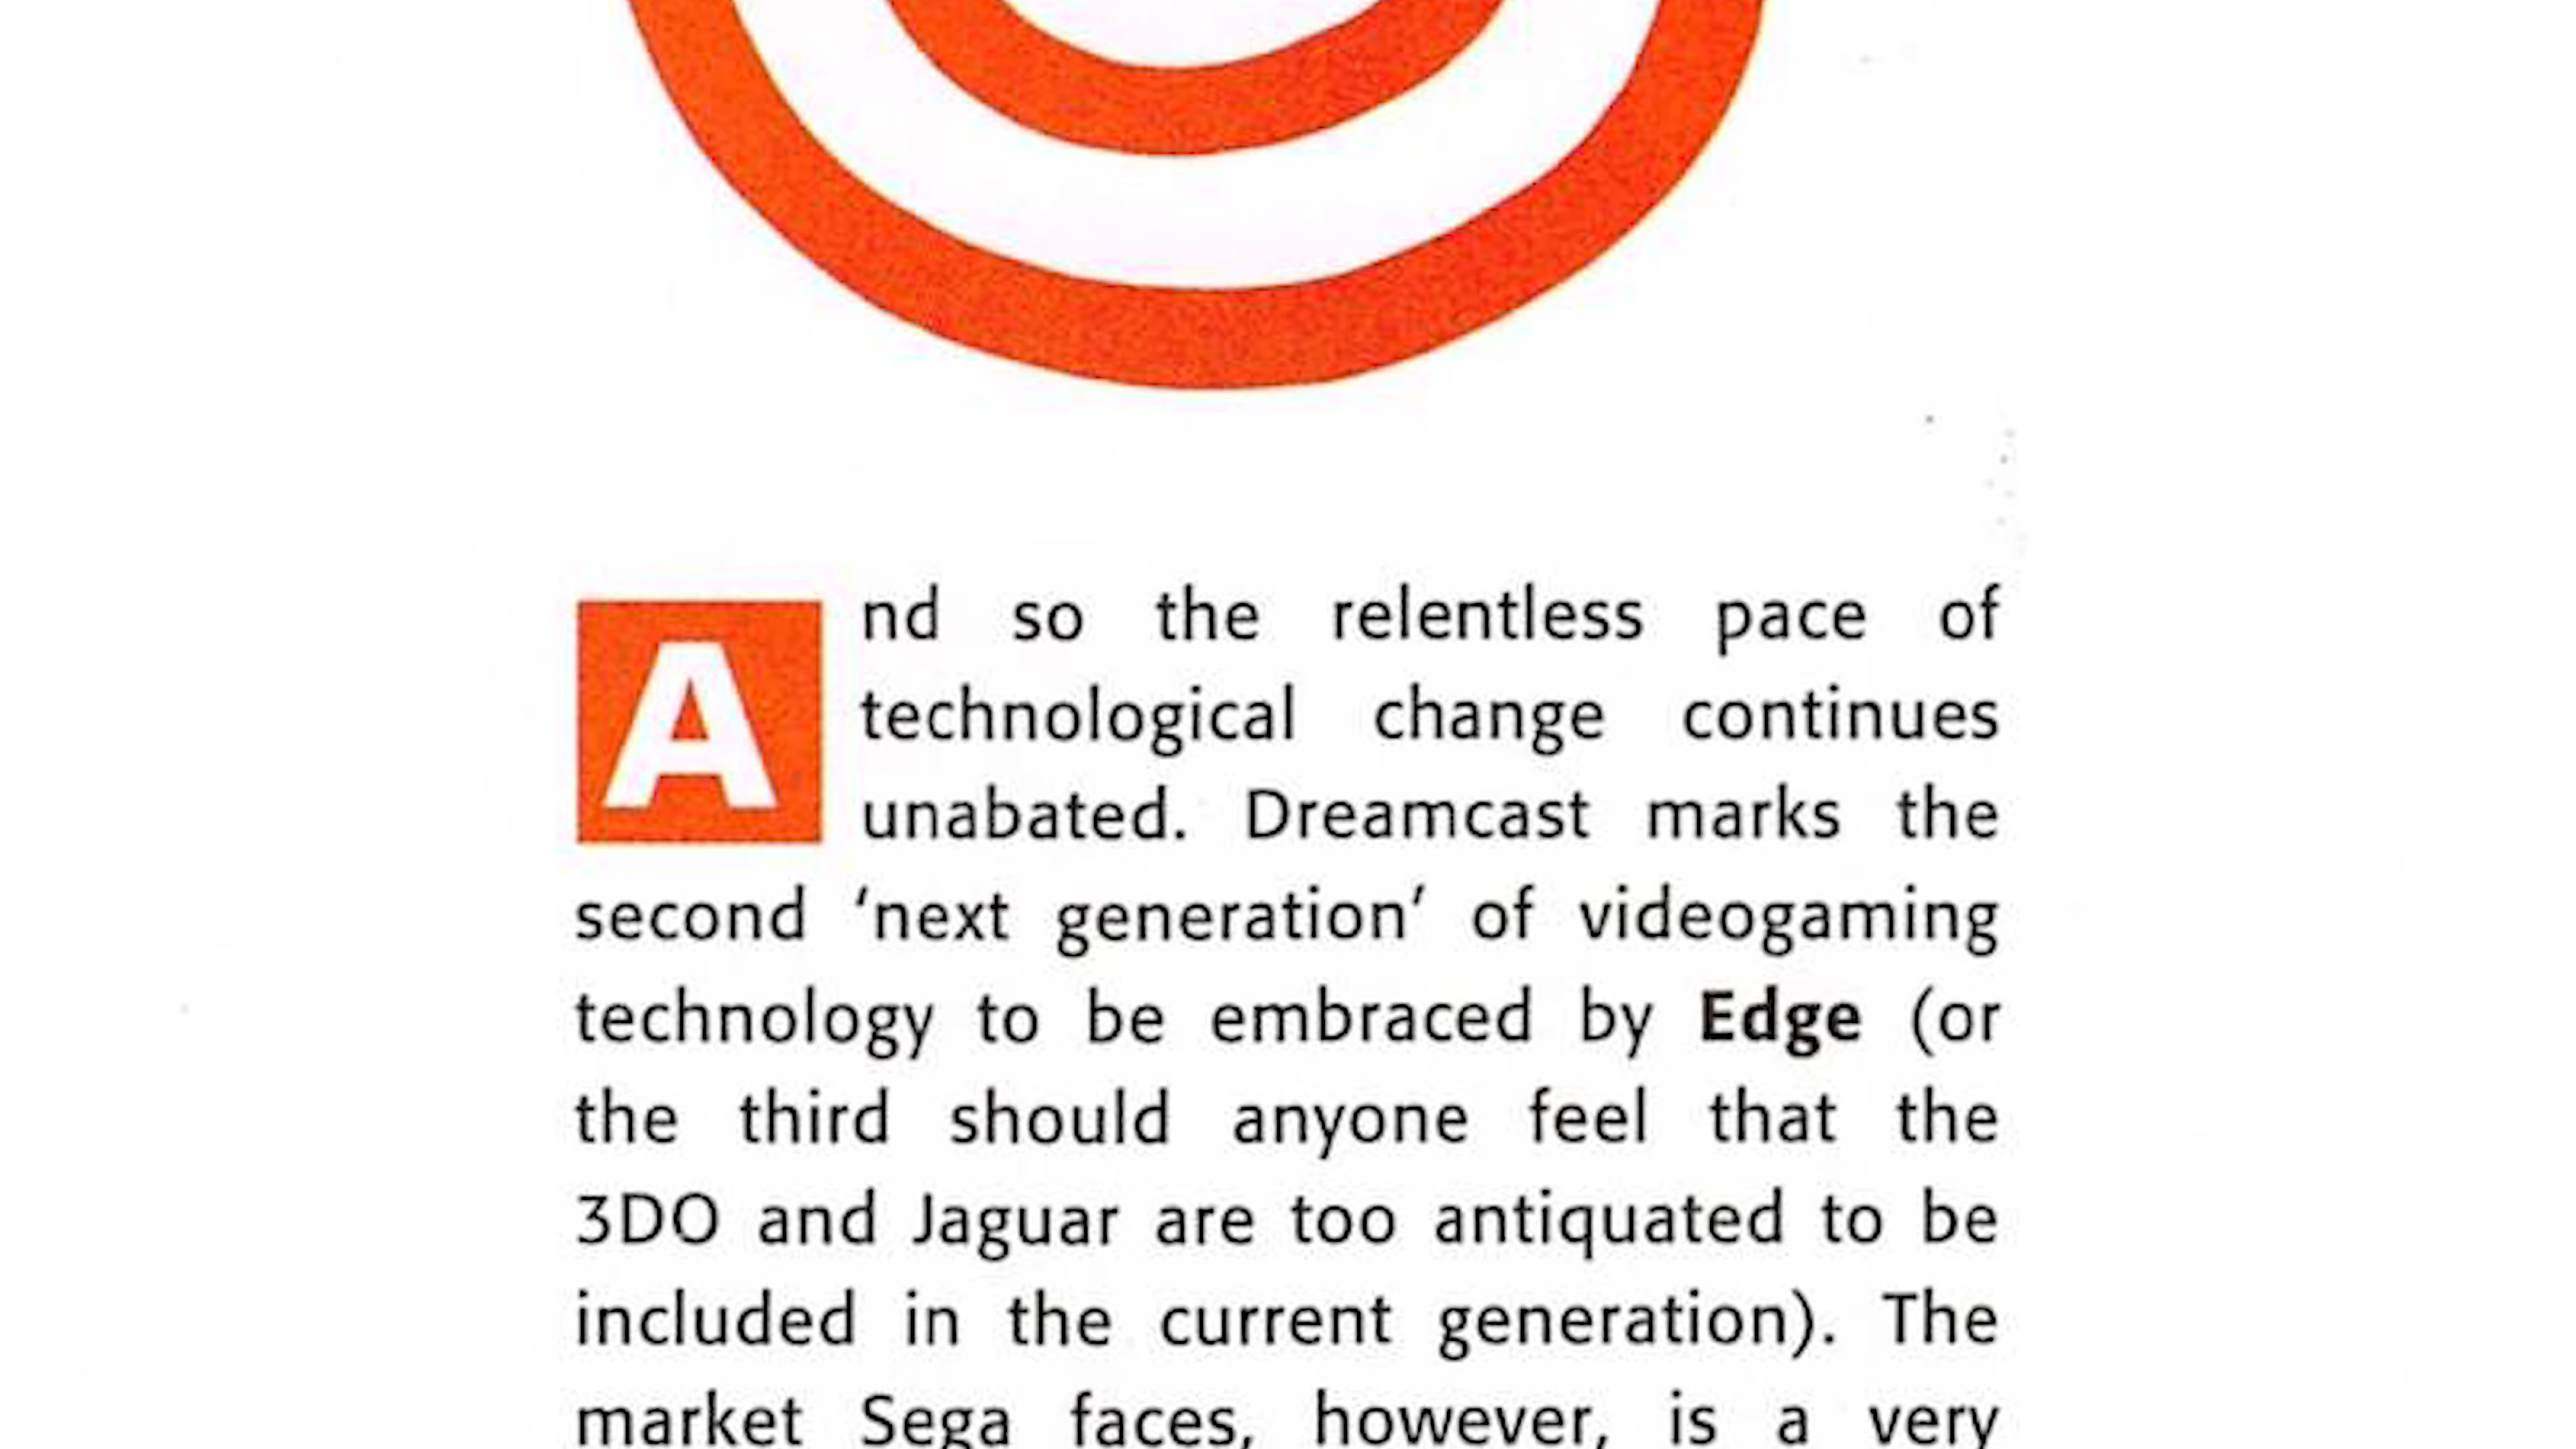 And so the relentless pace of
technological change continues
unabated. Dreamcast marks the
second ‘next generation’ of videogaming
technology to be embraced by Edge (or
the third should anyone feel that the
3DO and Jaguar are too antiquated to be
included in the current generation). The
market Sega faces, however, is a very